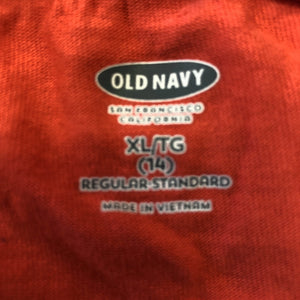 OLD NAVY
SAN FRANCISCO
CALIFORNIA
XL/TG
(14)
REGULAR-STANDARD
MADE IN VIETNAM